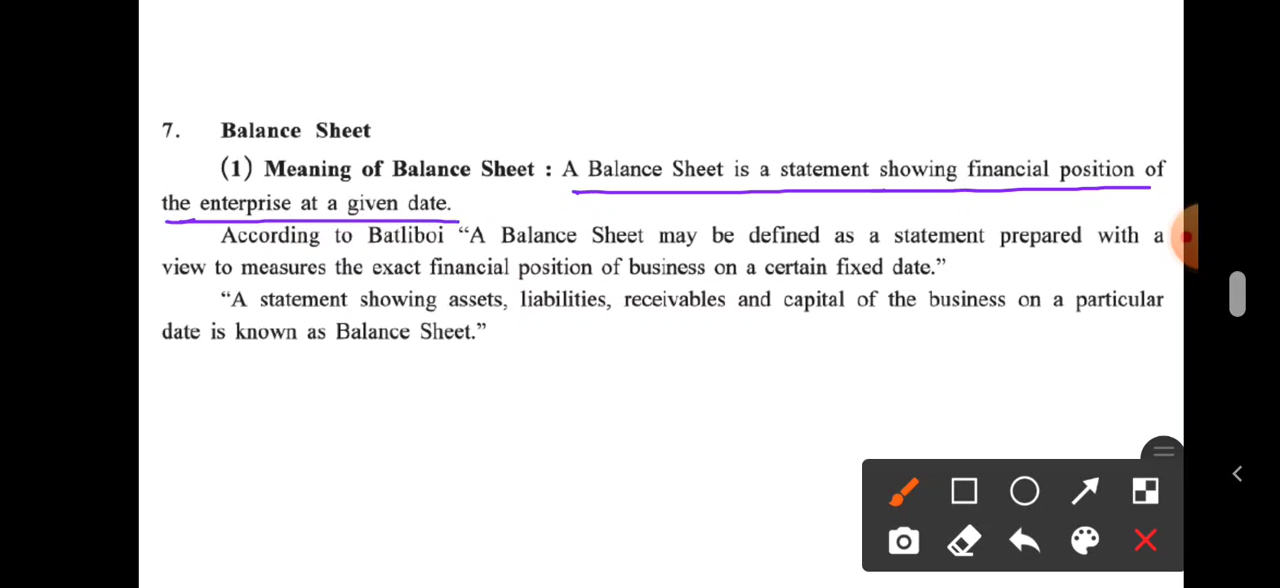 7. Balance Sheet
(1) Meaning of Balance Sheet : A Balance Sheet is a statement showing financial position of
the enterprise at a given date.
According to Batliboi “A Balance Sheet may be defined as a statement prepared with a
view to measures the exact financial position of business on a certain fixed date.”
“A statement showing assets, liabilities, receivables and capital of the business on a particular
date is known as Balance Sheet.”